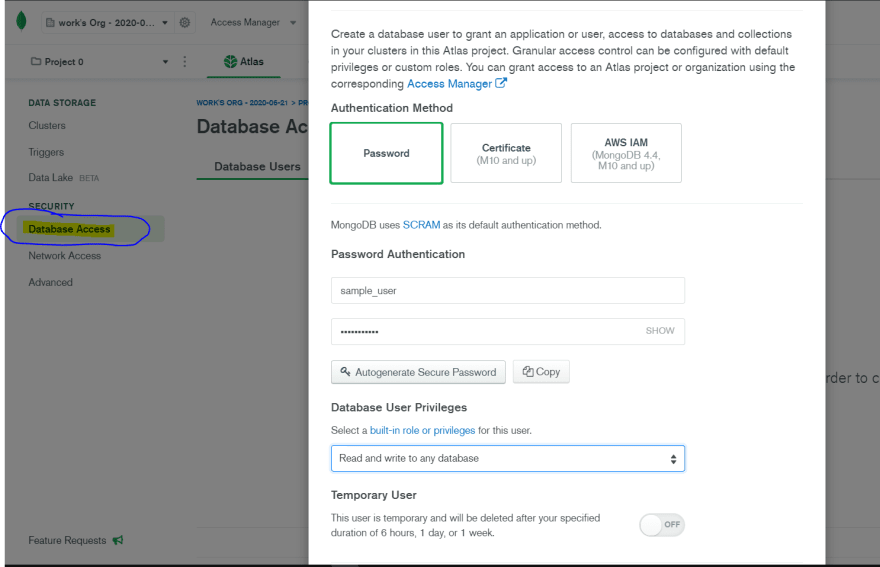 work's Org - 2020-0...
Access Manager
Project 0
Atlas
DATA STORAGE
Clusters
Triggers
Data Lake BETA
SECURITY
Database Access
Network Access
Advanced
Feature Requests
WORK'S ORG - 2020-06-21 > PR
Database Ac
Database Users
Create a database user to grant an application or user, access to databases and collections
in your clusters in this Atlas project. Granular access control can be configured with default
privileges or custom roles. You can grant access to an Atlas project or organization using the
corresponding Access Manager
Authentication Method
Password
Certificate
(M10 and up)
AWS IAM
(MongoDB 4.4,
M10 and up)
MongoDB uses SCRAM as its default authentication method.
Password Authentication
sample_user
•••••••••••
SHOW
Autogenerate Secure Password
Copy
Database User Privileges
Select a built-in role or privileges for this user.
Read and write to any database
Temporary User
This user is temporary and will be deleted after your specified
duration of 6 hours, 1 day, or 1 week.
OFF
rder to c